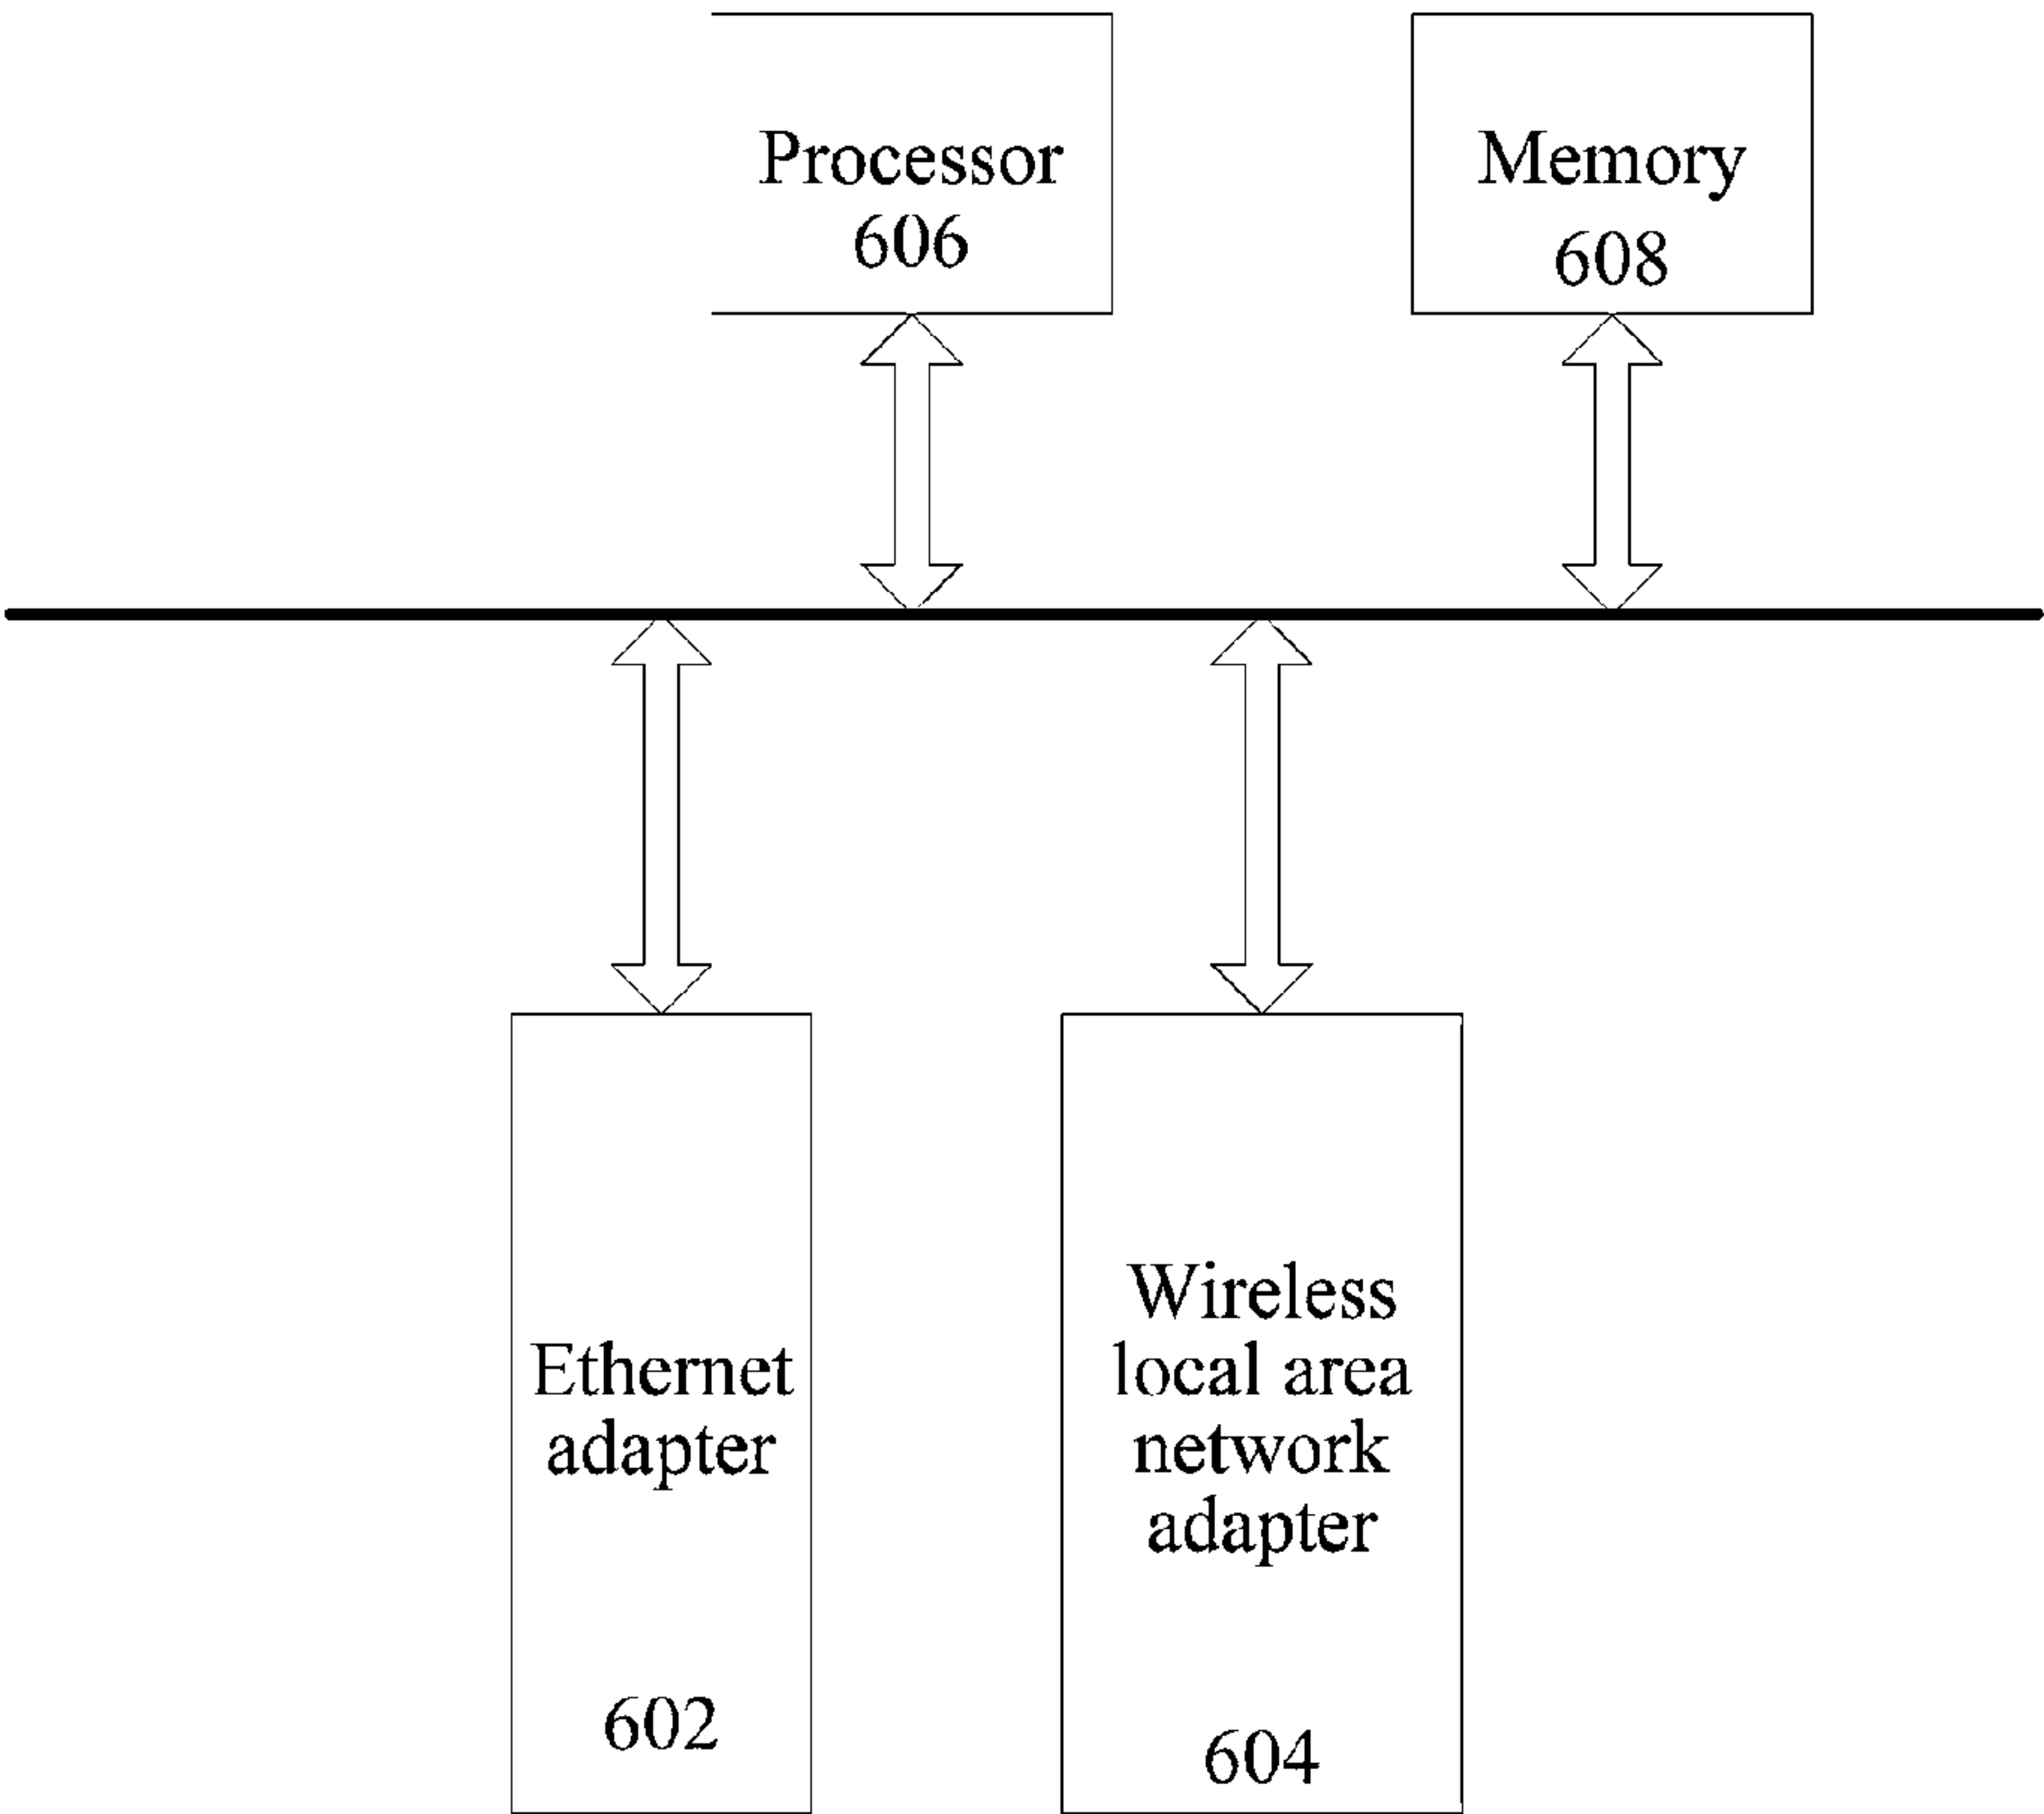 Processor
606
Memory
608
Ethernet
adapter
602
Wireless
local area
network
adapter
604